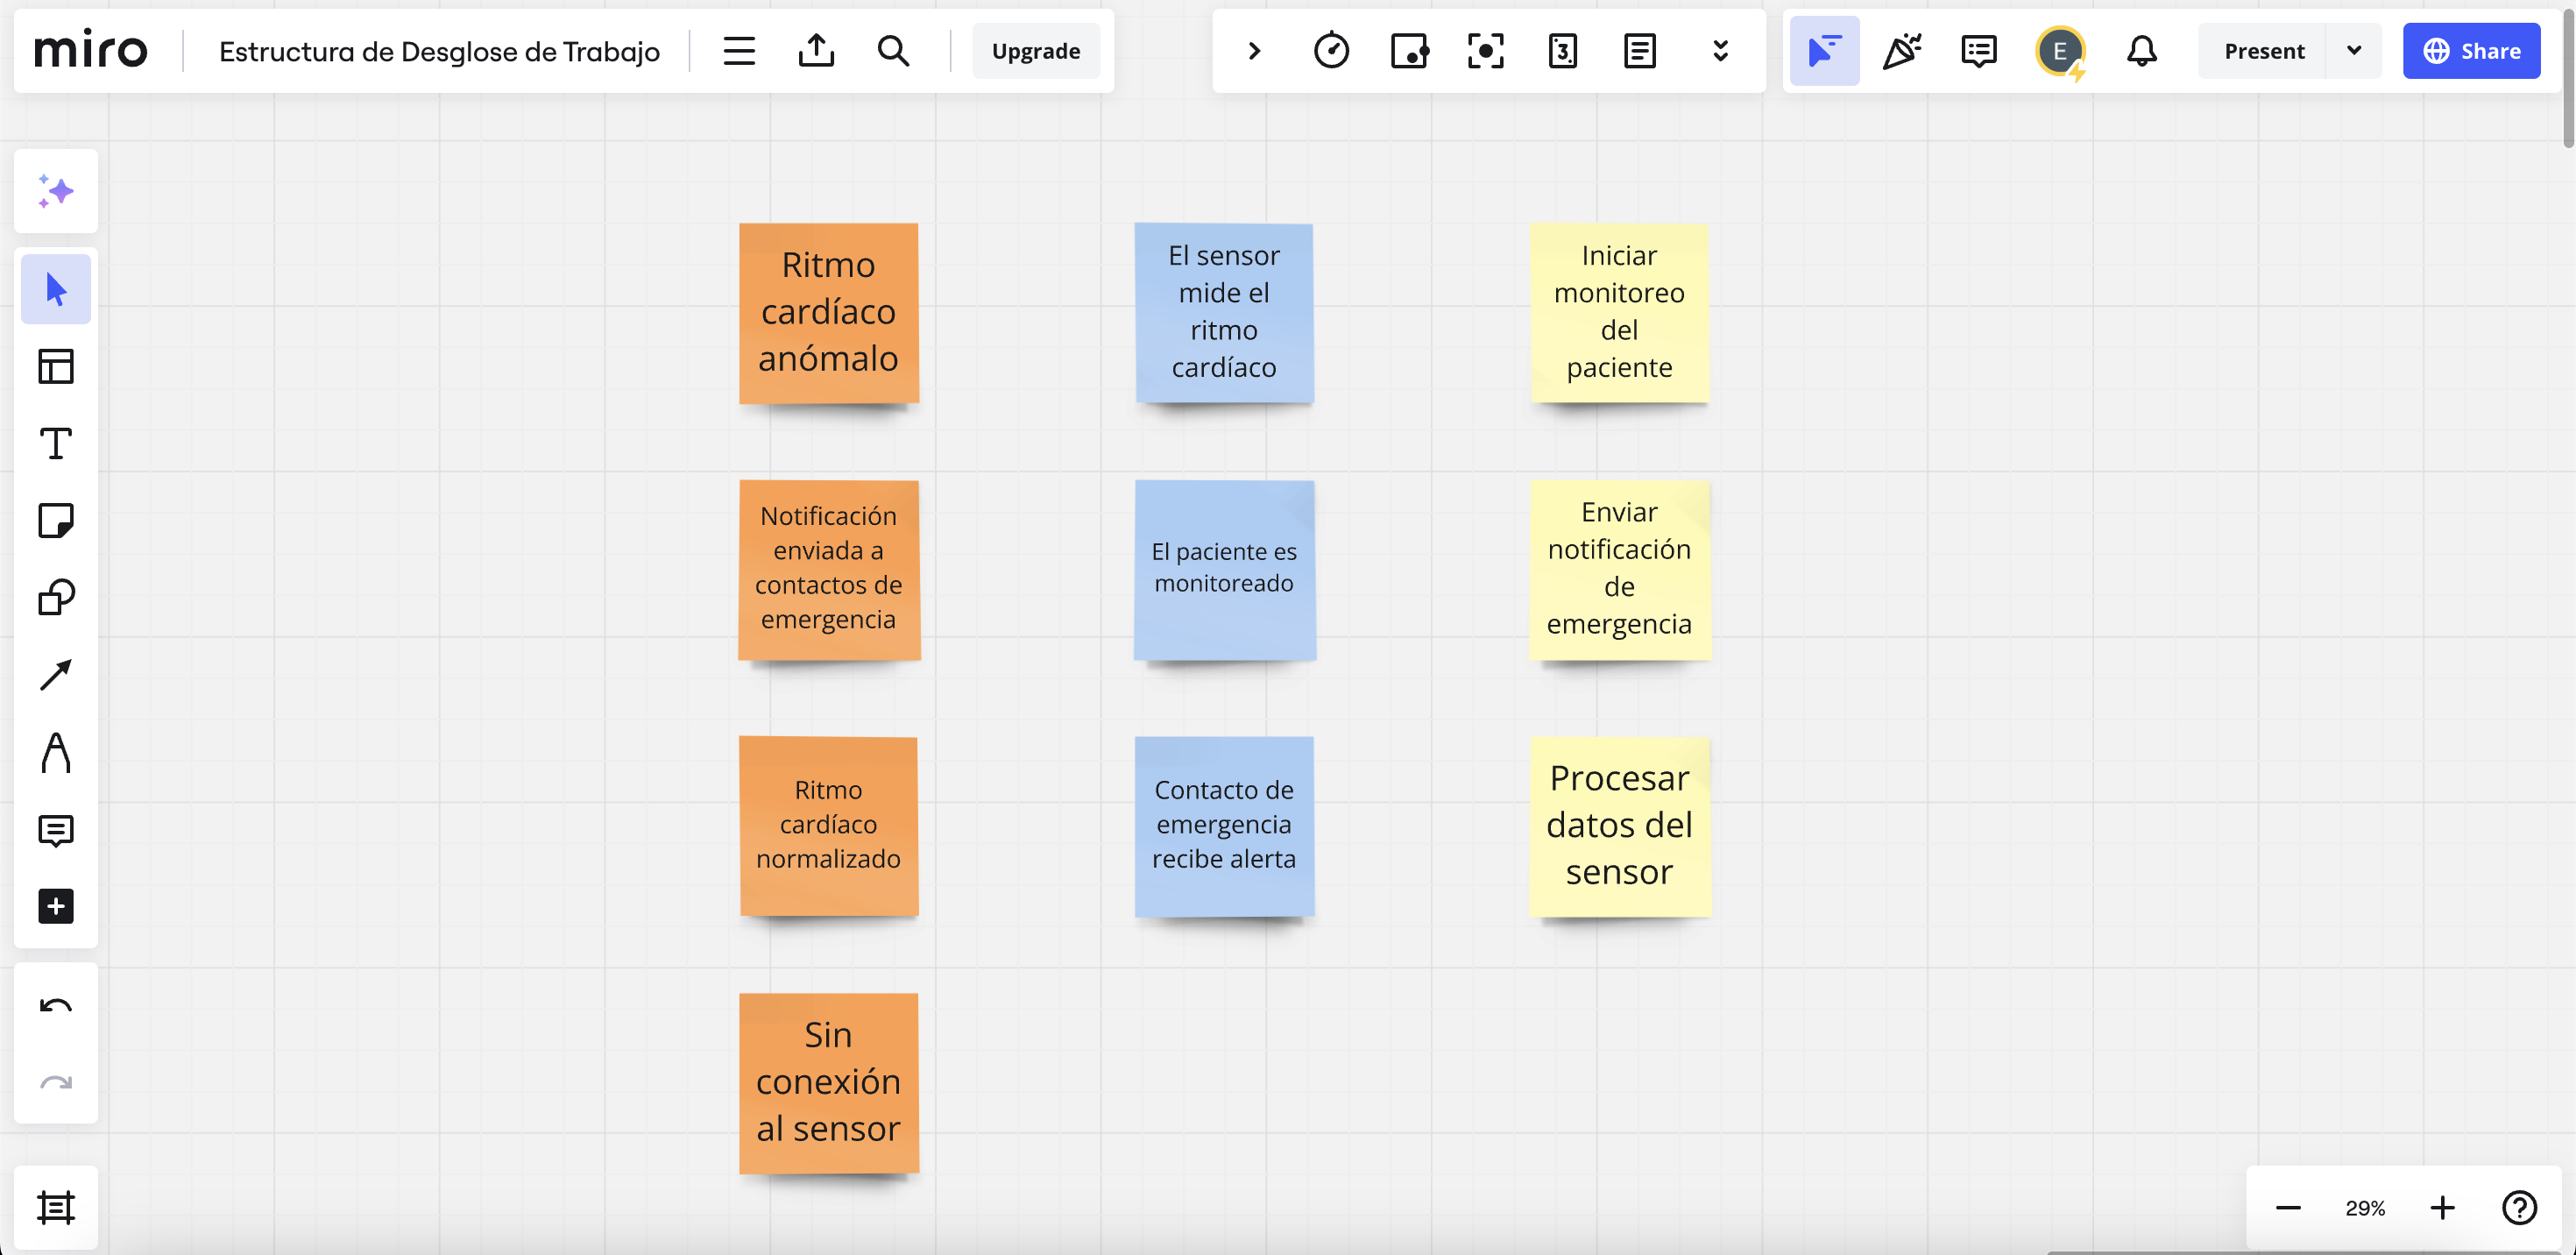 miro
Estructura de Desglose de Trabajo
Upgrade
3
E
Present
Share
Ritmo
cardíaco
anómalo
El sensor
mide el
ritmo
cardíaco
Iniciar
monitoreo
del
paciente
Notificación
enviada a
contactos de
emergencia
El paciente es
monitoreado
Enviar
notificación
de
emergencia
Ritmo
cardíaco
normalizado
Contacto de
emergencia
recibe alerta
Procesar
datos del
sensor
Sin
conexión
al sensor
29%